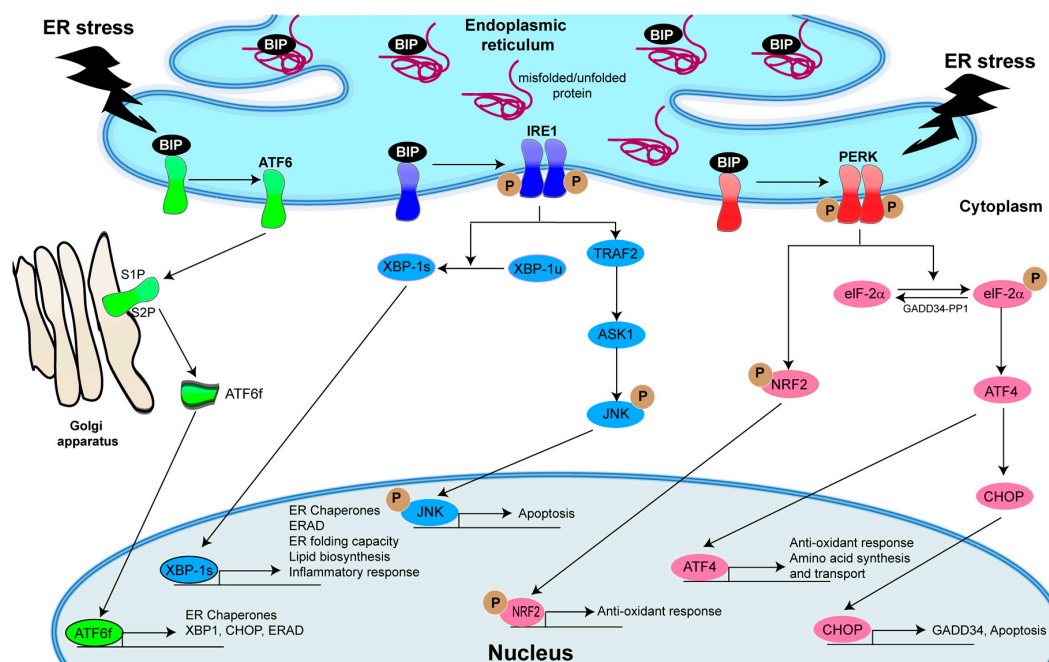 ER stress
Endoplasmic
reticulum
BIP
BIP
BIP
BIP
ER stress
misfolded/unfolded
protein
BIP
ATF6
BIP
IRE1
P
P
BIP
PERK
P
P
Cytoplasm
S1P
S2P
XBP-1s
XBP-1u
TRAF2
eIF-2α
eIF-2α
P
GADD34-PP1
ASK1
ATF6f
P
JNK
P
NRF2
ATF4
Golgi
apparatus
CHOP
P
JNK
Apoptosis
ER Chaperones
ERAD
ER folding capacity
Lipid biosynthesis
Inflammatory response
XBP-1s
ATF4
Anti-oxidant response
Amino acid synthesis
and transport
P
NRF2
Anti-oxidant response
ATF6f
ER Chaperones
XBP1, CHOP, ERAD
CHOP
GADD34, Apoptosis
Nucleus